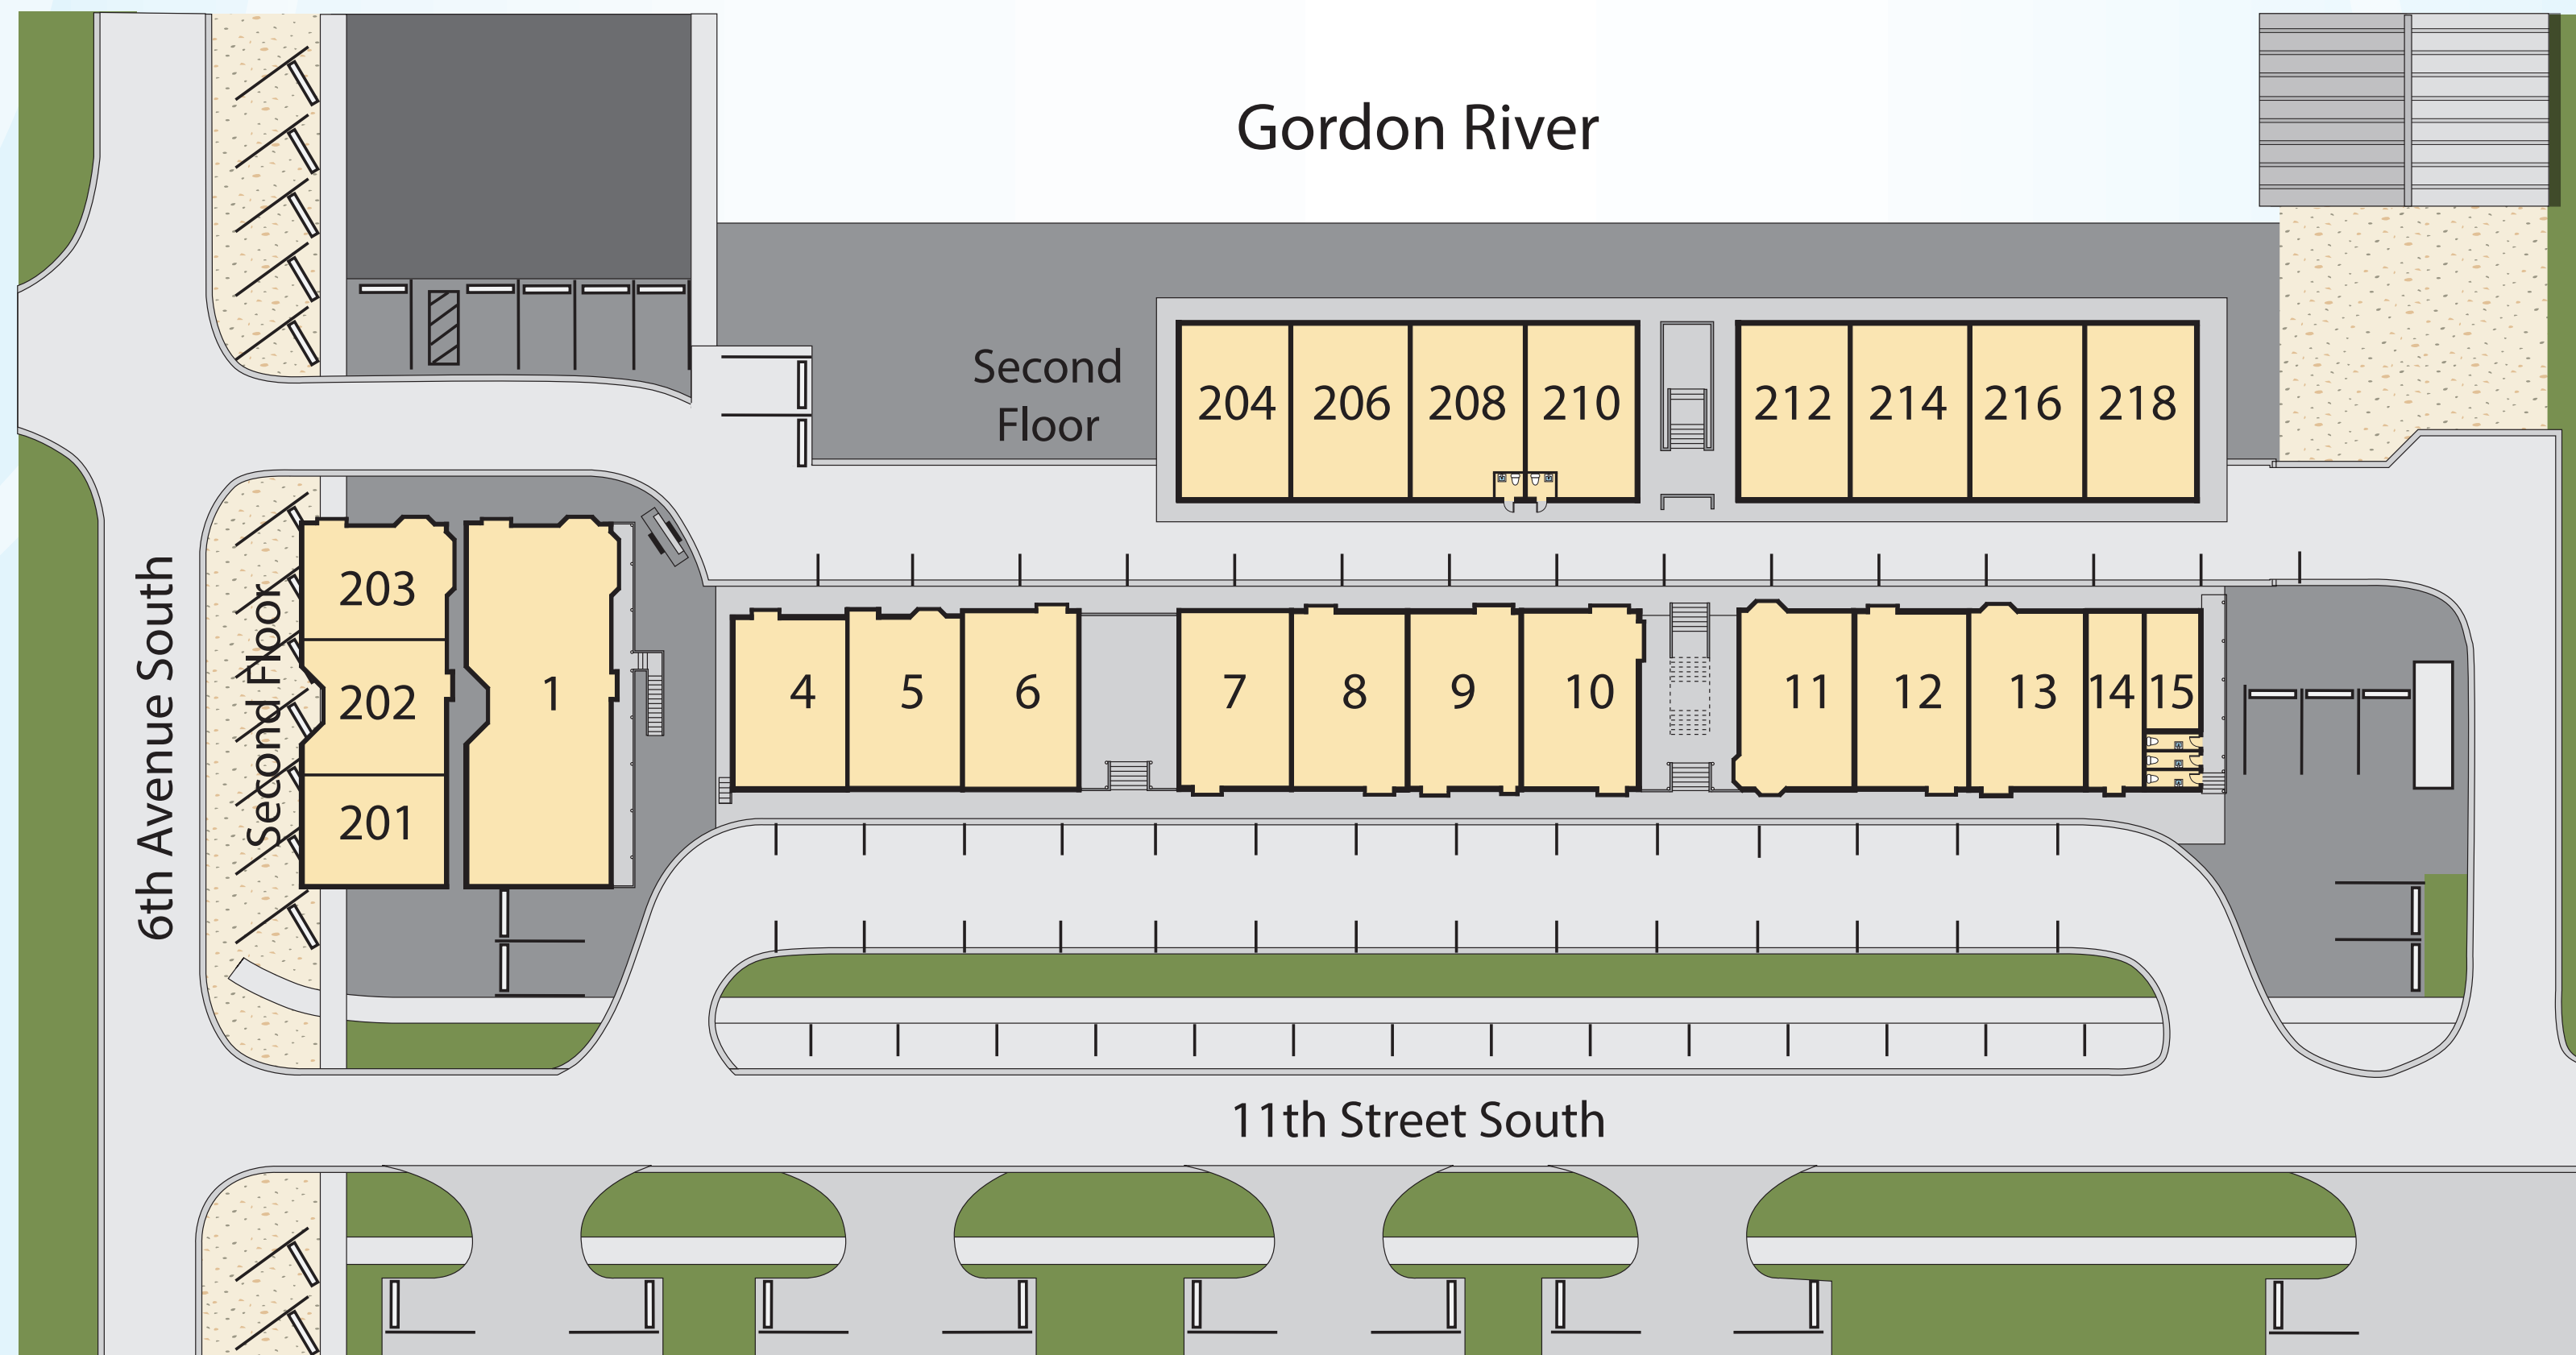 Gordon River
Second
Floor
204 206 208 210 212 214 216 218
6th Avenue South
Second Floor
203
202
201
1
4 5 6 7 8 9 10 11 12 13 14 15
11th Street South